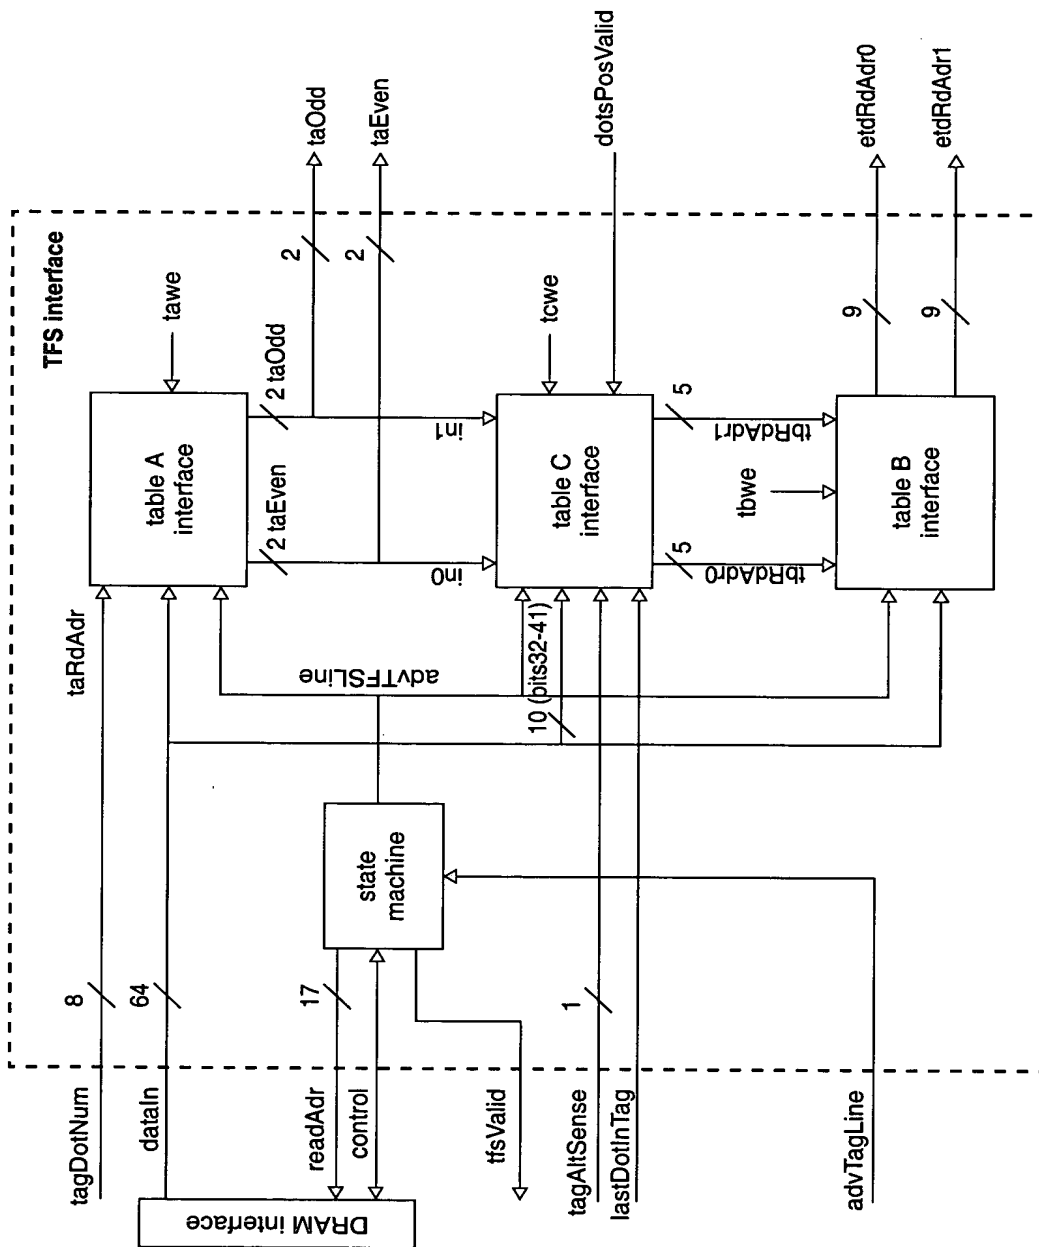 TFS interface
taOdd
taEven
dotsPosValid
etdRdAdr0
etdRdAdr1
2
2
9
9
tawe
tcwe
tbwe
table A
interface
table C
interface
table B
interface
2 taOdd
2 taEven
in1
in0
5
tbRdAdr1
5
tbRdAdr0
taRdAdr
advTFSLine
10 (bits32-41)
state
machine
8
64
17
1
tagDotNum
dataIn
readAdr
control
tfsValid
tagAltSense
lastDotInTag
advTagLine
DRAM interface